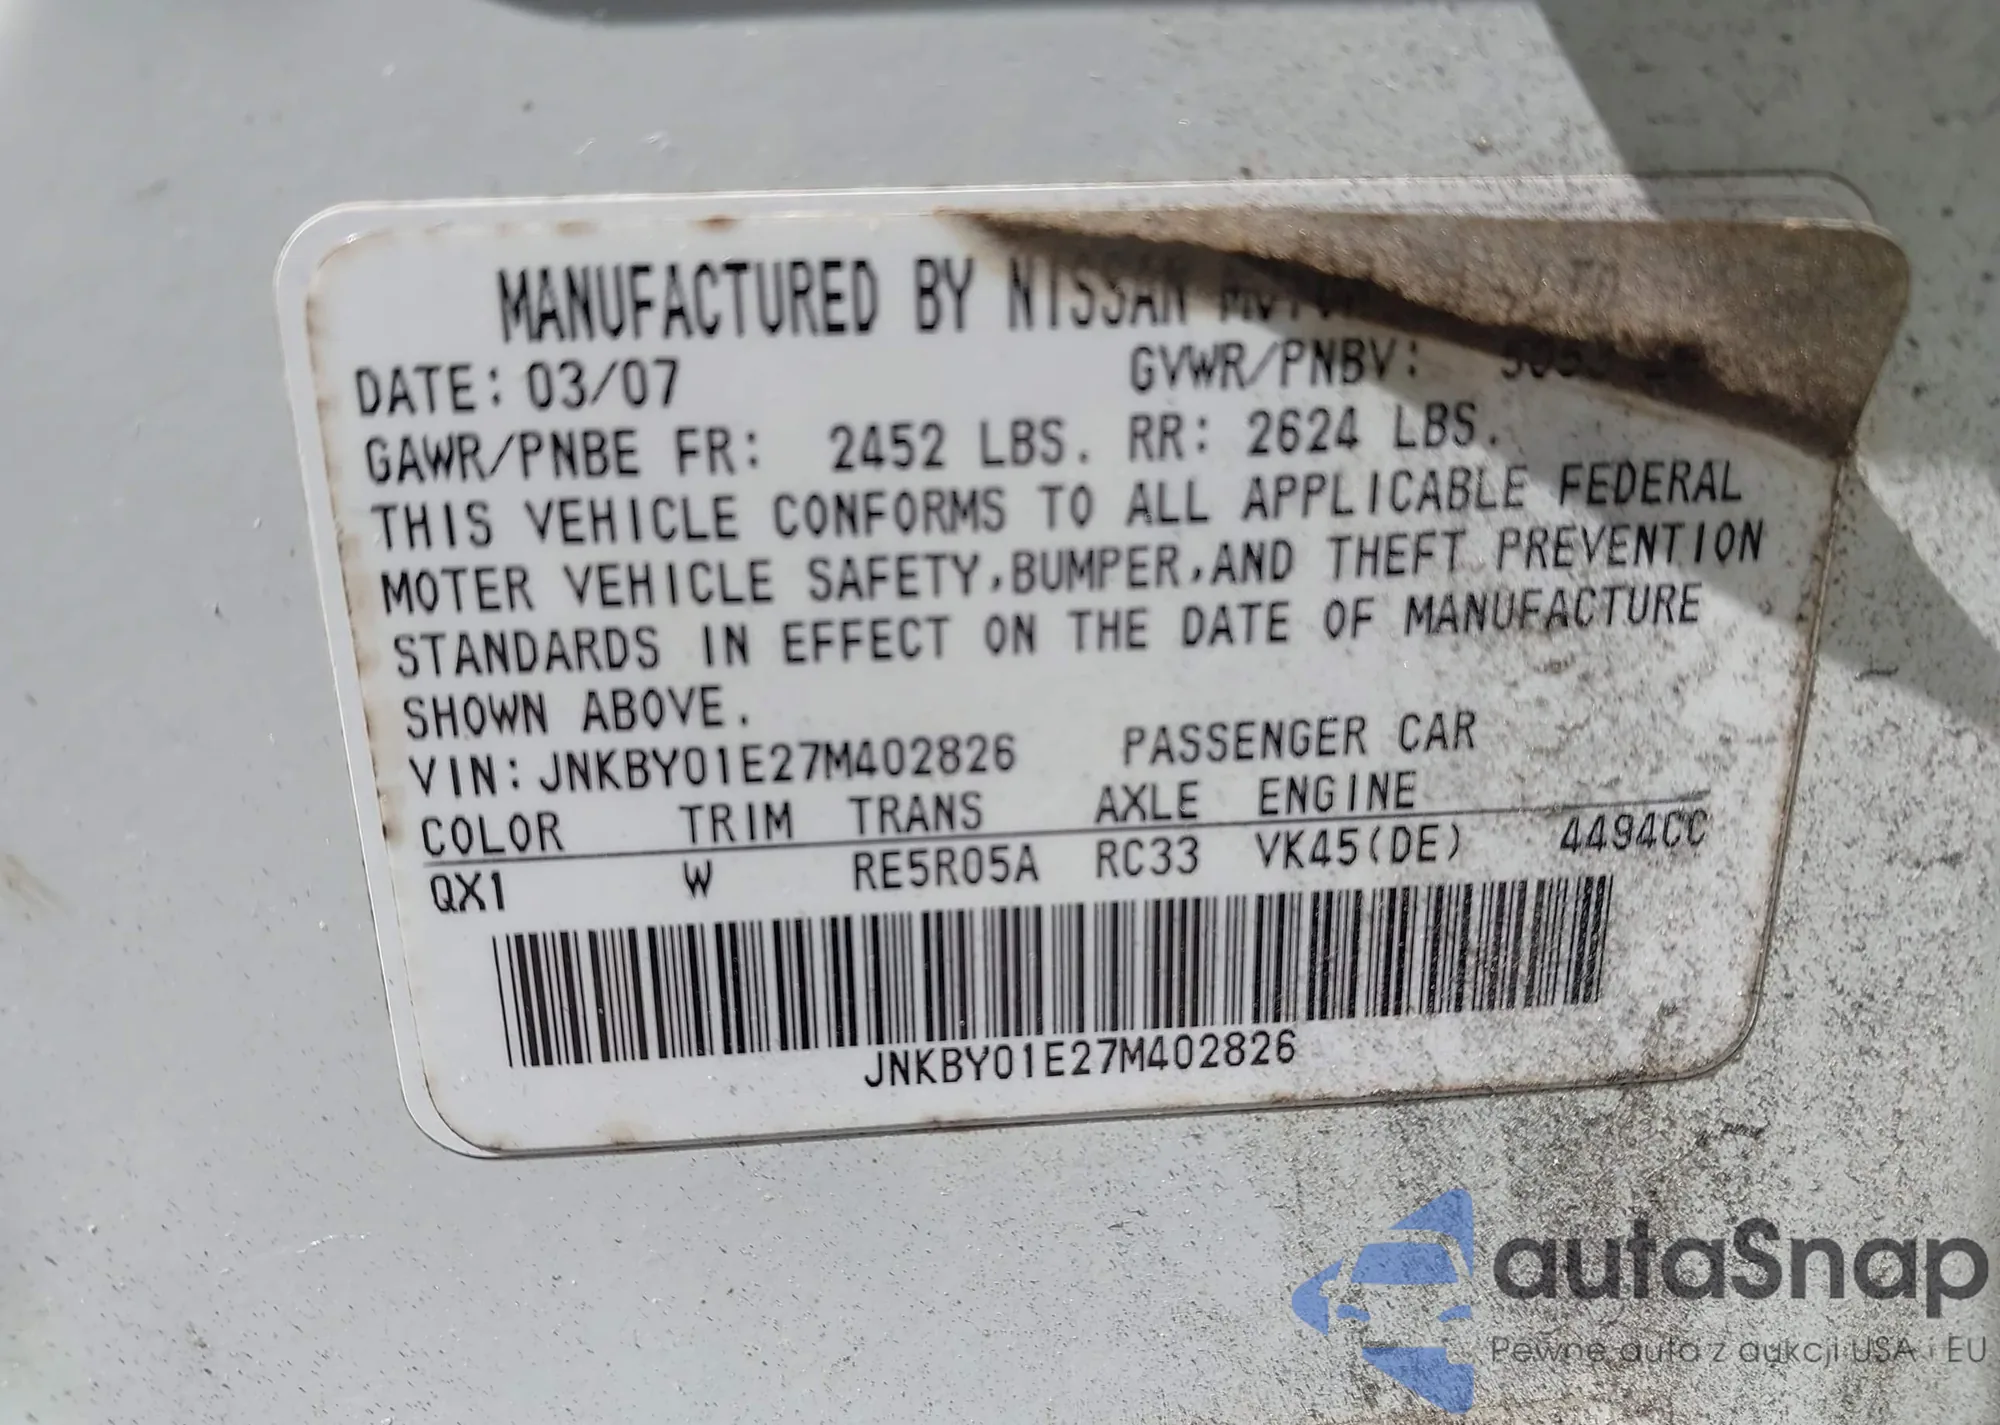 MANUFACTURED BY NISSAN MOTOR
DATE: 03/07 GVWR/PNBV:
GAWR/PNBE FR: 2452 LBS. RR: 2624 LBS.
THIS VEHICLE CONFORMS TO ALL APPLICABLE FEDERAL
MOTER VEHICLE SAFETY,BUMPER,AND THEFT PREVENTION
STANDARDS IN EFFECT ON THE DATE OF MANUFACTURE
SHOWN ABOVE.
VIN:JNKBY01E27M402826 PASSENGER CAR
COLOR TRIM TRANS AXLE ENGINE
QX1 W RE5R05A RC33 VK45(DE) 4494CC
JNKBY01E27M402826
autaSnap
Pewne auta z aukcji USA i EU